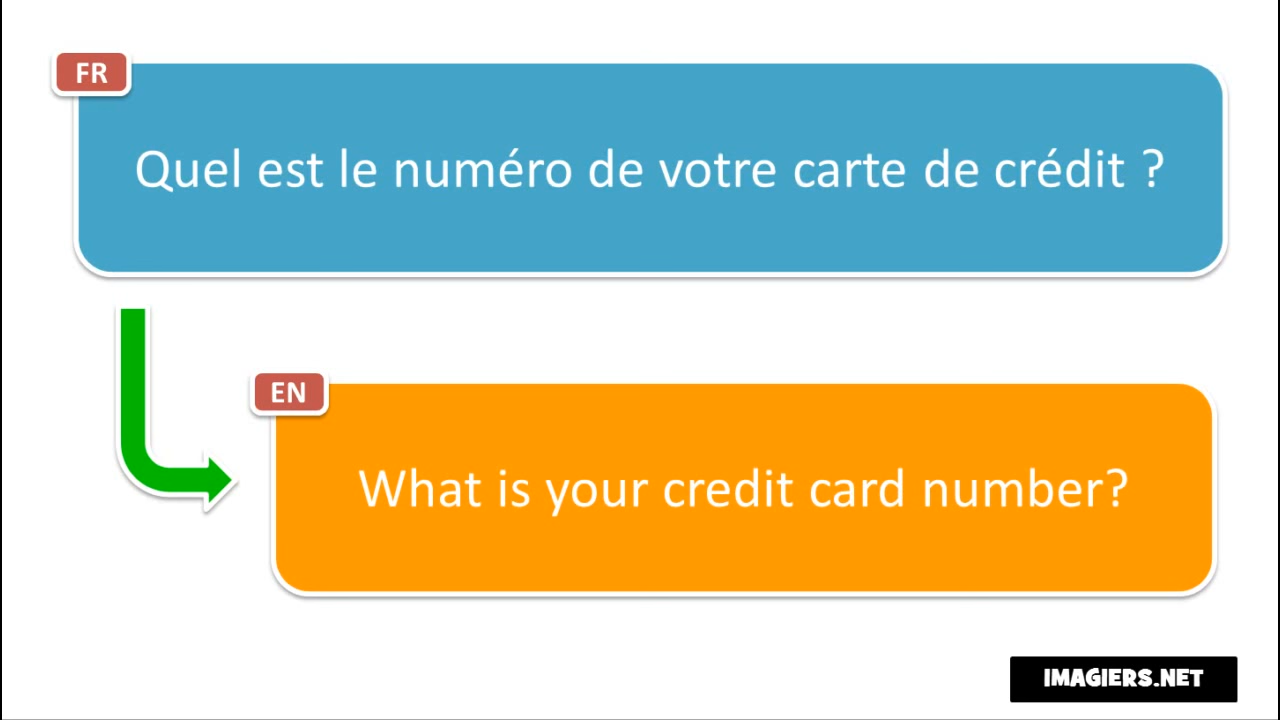 FR
Quel est le numéro de votre carte de crédit ?
EN
What is your credit card number?
IMAGIERS.NET